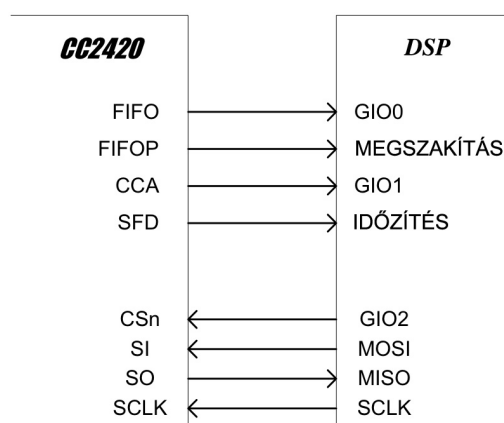 CC2420 DSP
FIFO GIO0
FIFOP MEGSZAKÍTÁS
CCA GIO1
SFD IDŐZÍTÉS
CSn GIO2
SI MOSI
SO MISO
SCLK SCLK